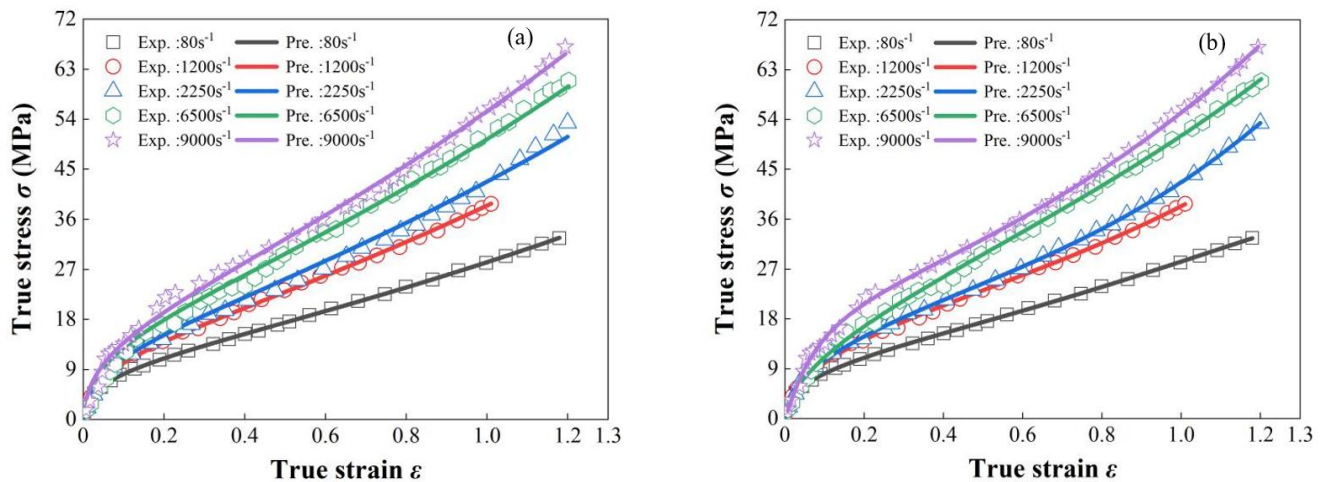 72
63
54
45
36
27
18
9
0
True stress σ (MPa)
(a)
Exp. :80s⁻¹ Pre. :80s⁻¹
Exp. :1200s⁻¹ Pre. :1200s⁻¹
Exp. :2250s⁻¹ Pre. :2250s⁻¹
Exp. :6500s⁻¹ Pre. :6500s⁻¹
Exp. :9000s⁻¹ Pre. :9000s⁻¹
0 0.2 0.4 0.6 0.8 1.0 1.2 1.3
True strain ε
72
63
54
45
36
27
18
9
0
True stress σ (MPa)
(b)
Exp. :80s⁻¹ Pre. :80s⁻¹
Exp. :1200s⁻¹ Pre. :1200s⁻¹
Exp. :2250s⁻¹ Pre. :2250s⁻¹
Exp. :6500s⁻¹ Pre. :6500s⁻¹
Exp. :9000s⁻¹ Pre. :9000s⁻¹
0 0.2 0.4 0.6 0.8 1.0 1.2 1.3
True strain ε